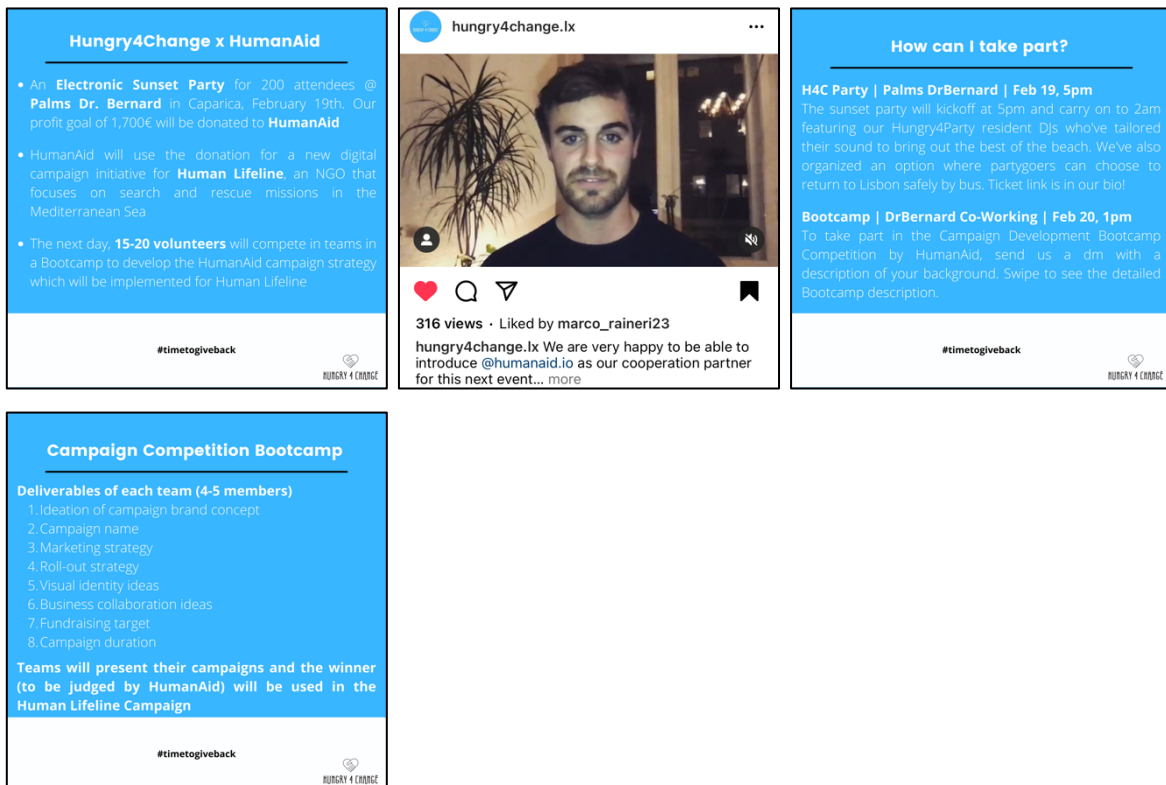 Hungry4Change x HumanAid
• An Electronic Sunset Party for 200 attendees @
Palms Dr. Bernard in Caparica, February 19th. Our
profit goal of 1,700€ will be donated to HumanAid
• HumanAid will use the donation for a new digital
campaign initiative for Human Lifeline, an NGO that
focuses on search and rescue missions in the
Mediterranean Sea
• The next day, 15-20 volunteers will compete in teams in
a Bootcamp to develop the HumanAid campaign strategy
which will be implemented for Human Lifeline
#timetogiveback
HUNGRY 4 CHANGE
hungry4change.lx
316 views · Liked by marco_raineri23
hungry4change.lx We are very happy to be able to
introduce @humanaid.io as our cooperation partner
for this next event... more
How can I take part?
H4C Party | Palms DrBernard | Feb 19, 5pm
The sunset party will kickoff at 5pm and carry on to 2am
featuring our Hungry4Party resident DJs who've tailored
their sound to bring out the best of the beach. We've also
organized an option where partygoers can choose to
return to Lisbon safely by bus. Ticket link is in our bio!
Bootcamp | DrBernard Co-Working | Feb 20, 1pm
To take part in the Campaign Development Bootcamp
Competition by HumanAid, send us a dm with a
description of your background. Swipe to see the detailed
Bootcamp description.
#timetogiveback
HUNGRY 4 CHANGE
Campaign Competition Bootcamp
Deliverables of each team (4-5 members)
1. Ideation of campaign brand concept
2. Campaign name
3. Marketing strategy
4. Roll-out strategy
5. Visual identity ideas
6. Business collaboration ideas
7. Fundraising target
8. Campaign duration
Teams will present their campaigns and the winner
(to be judged by HumanAid) will be used in the
Human Lifeline Campaign
#timetogiveback
HUNGRY 4 CHANGE